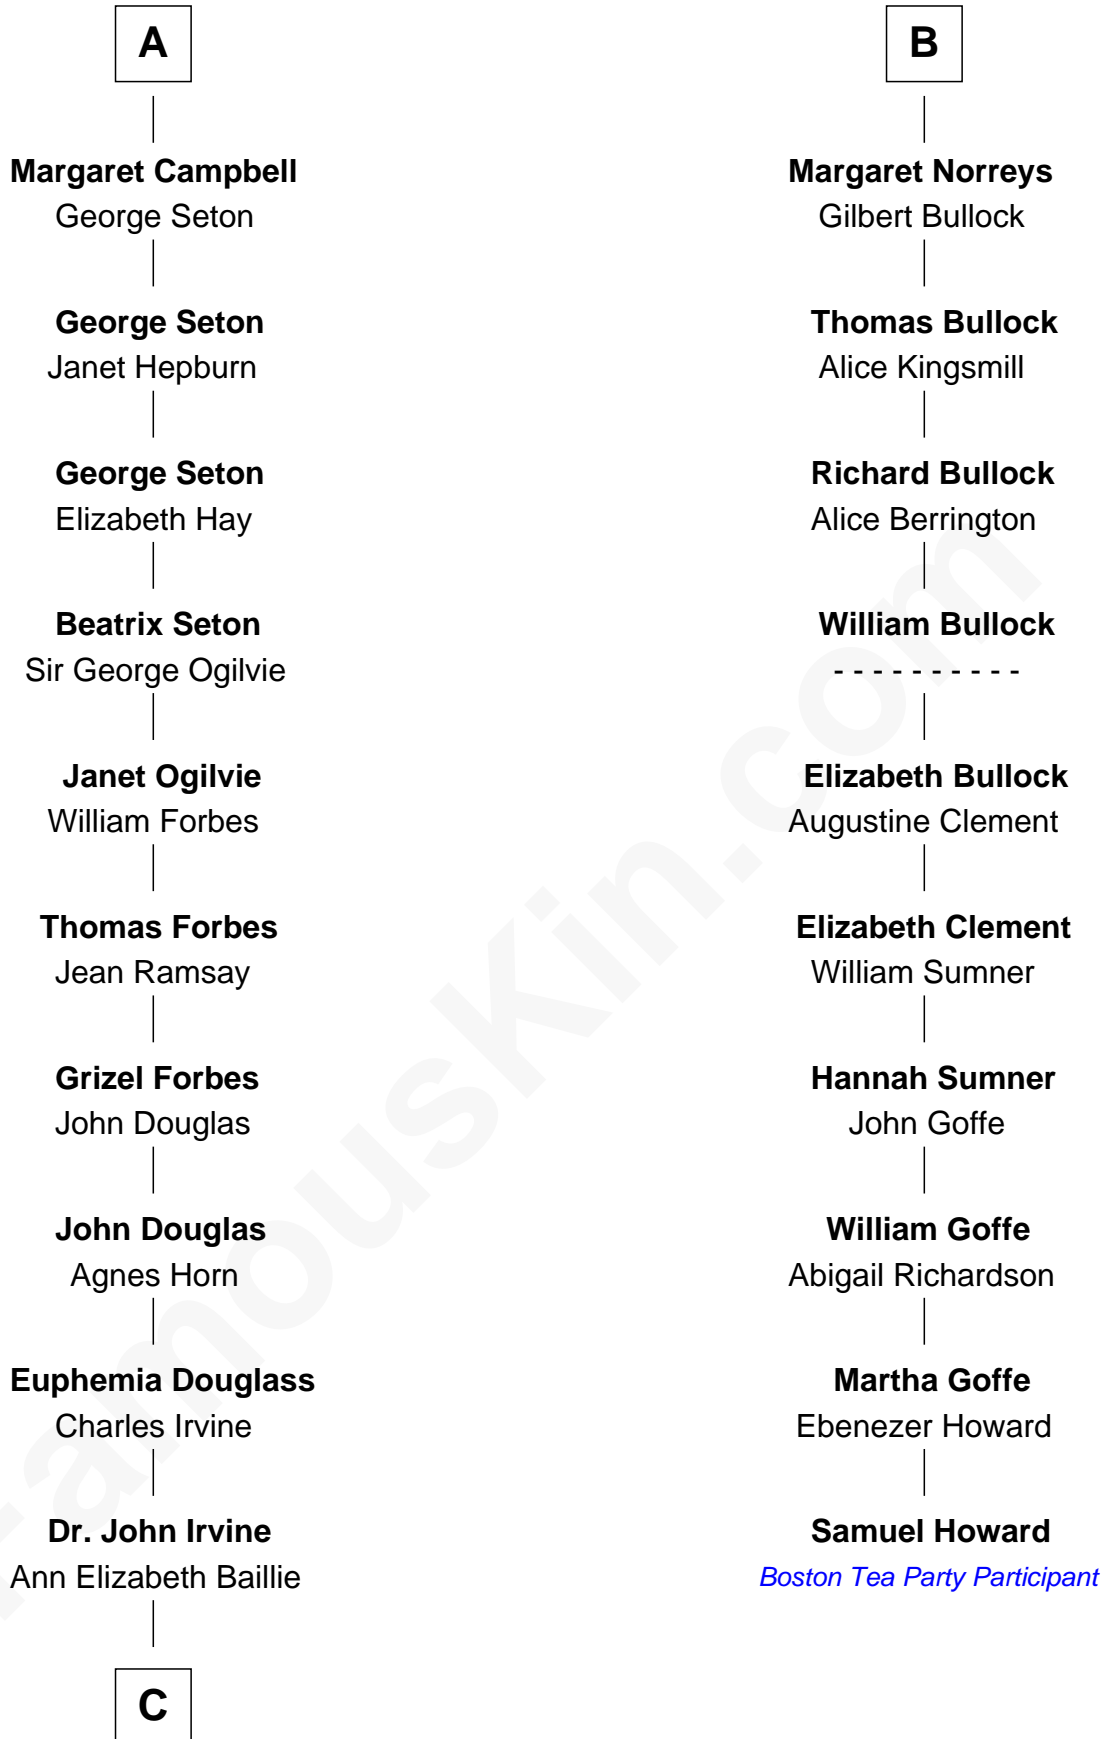 A
Margaret Campbell
George Seton
George Seton
Janet Hepburn
George Seton
Elizabeth Hay
Beatrix Seton
Sir George Ogilvie
Janet Ogilvie
William Forbes
Thomas Forbes
Jean Ramsay
Grizel Forbes
John Douglas
John Douglas
Agnes Horn
Euphemia Douglass
Charles Irvine
Dr. John Irvine
Ann Elizabeth Baillie
C
B
Margaret Norreys
Gilbert Bullock
Thomas Bullock
Alice Kingsmill
Richard Bullock
Alice Berrington
William Bullock
- - - - - - - - - -
Elizabeth Bullock
Augustine Clement
Elizabeth Clement
William Sumner
Hannah Sumner
John Goffe
William Goffe
Abigail Richardson
Martha Goffe
Ebenezer Howard
Samuel Howard
Boston Tea Party Participant
FamousKin.com